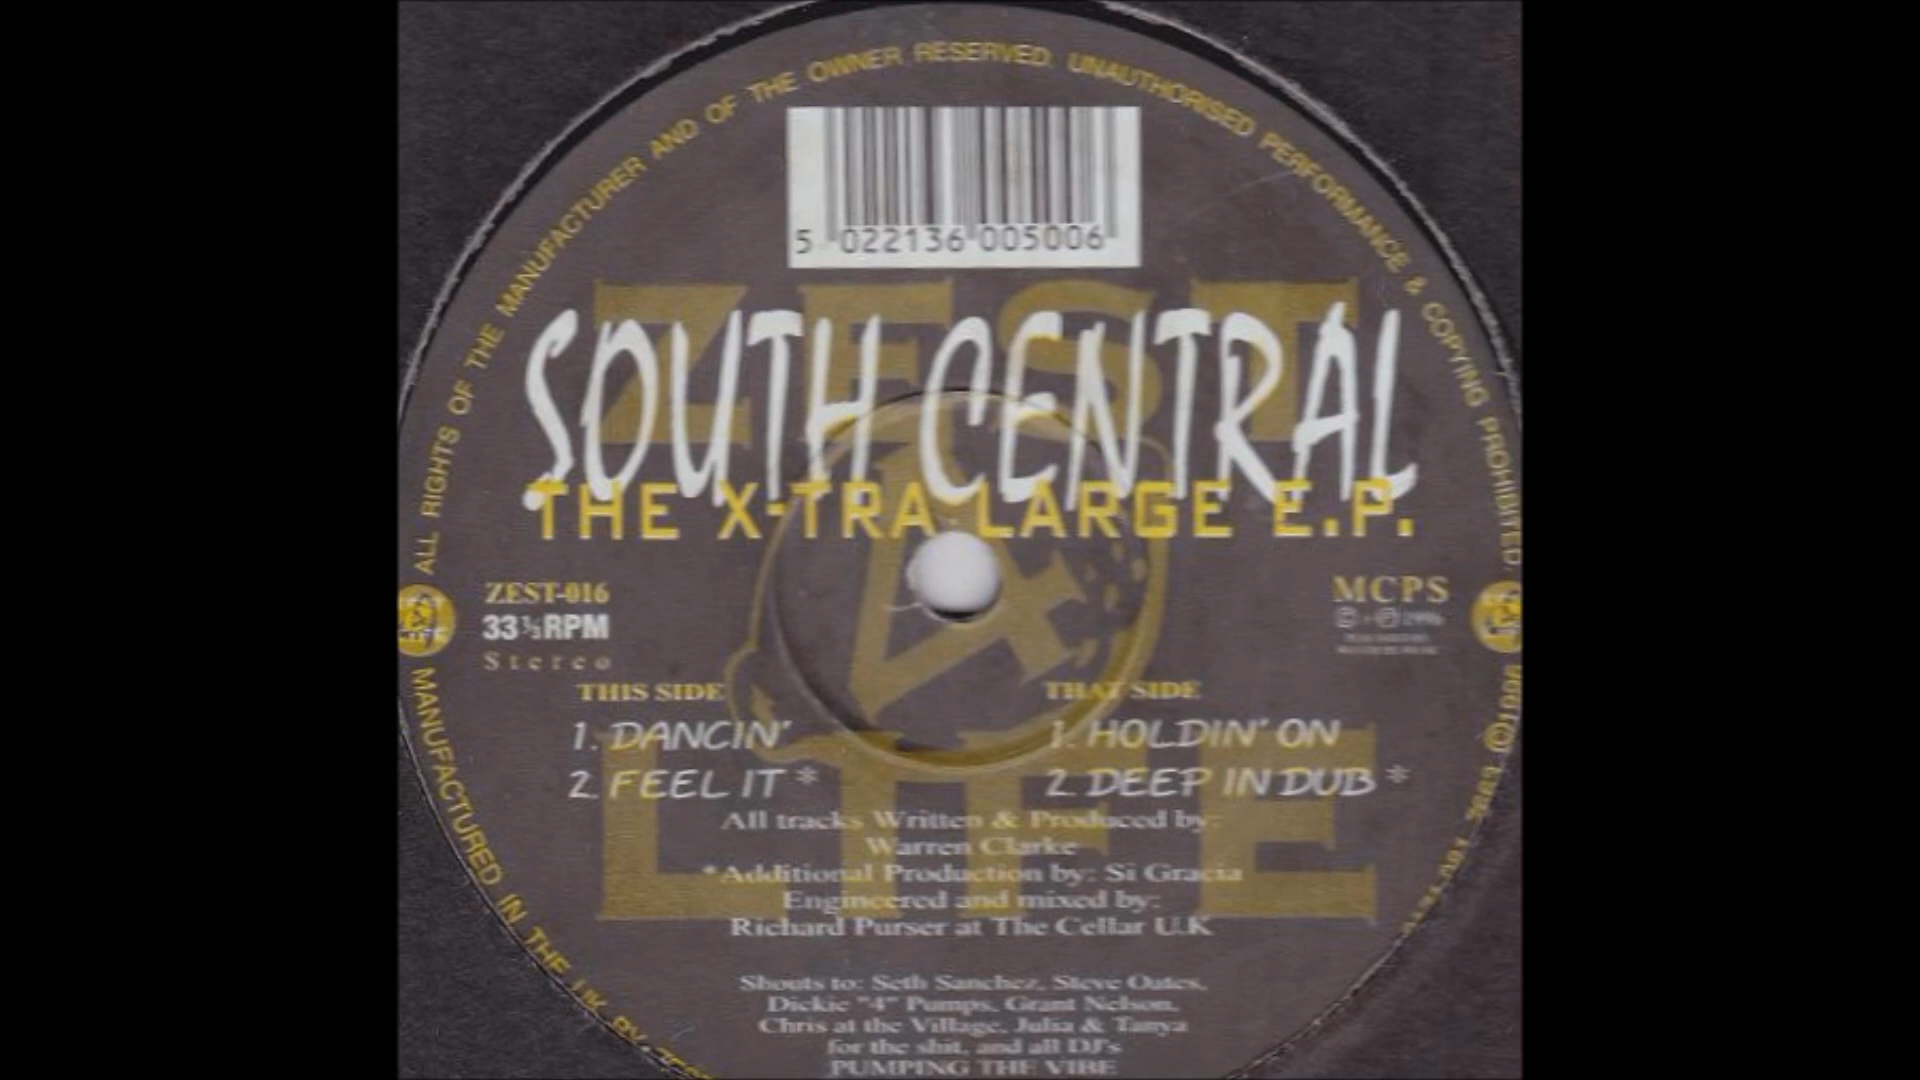 ALL RIGHTS OF THE MANUFACTURER AND OF THE OWNER RESERVED. UNAUTHORISED PERFORMANCE & COPYING PROHIBITED
5 022136 005006
ZEST
4
LIFE
SOUTH CENTRAL
THE X-TRA LARGE E.P.
ZEST-016
33⅓RPM
Stereo
MCPS
1996
THIS SIDE
1. DANCIN'
2. FEEL IT *
THAT SIDE
1. HOLDIN' ON
2. DEEP IN DUB *
All tracks Written & Produced by:
Warren Clarke
*Additional Production by: Si Gracia
Engineered and mixed by:
Richard Purser at The Cellar U.K
Shouts to: Seth Sanchez, Steve Oates,
Dickie "4" Pumps, Grant Nelson,
Chris at the Village, Julia & Tanya
for the shit, and all DJ's
PUMPING THE VIBE
MANUFACTURED IN THE UK BY